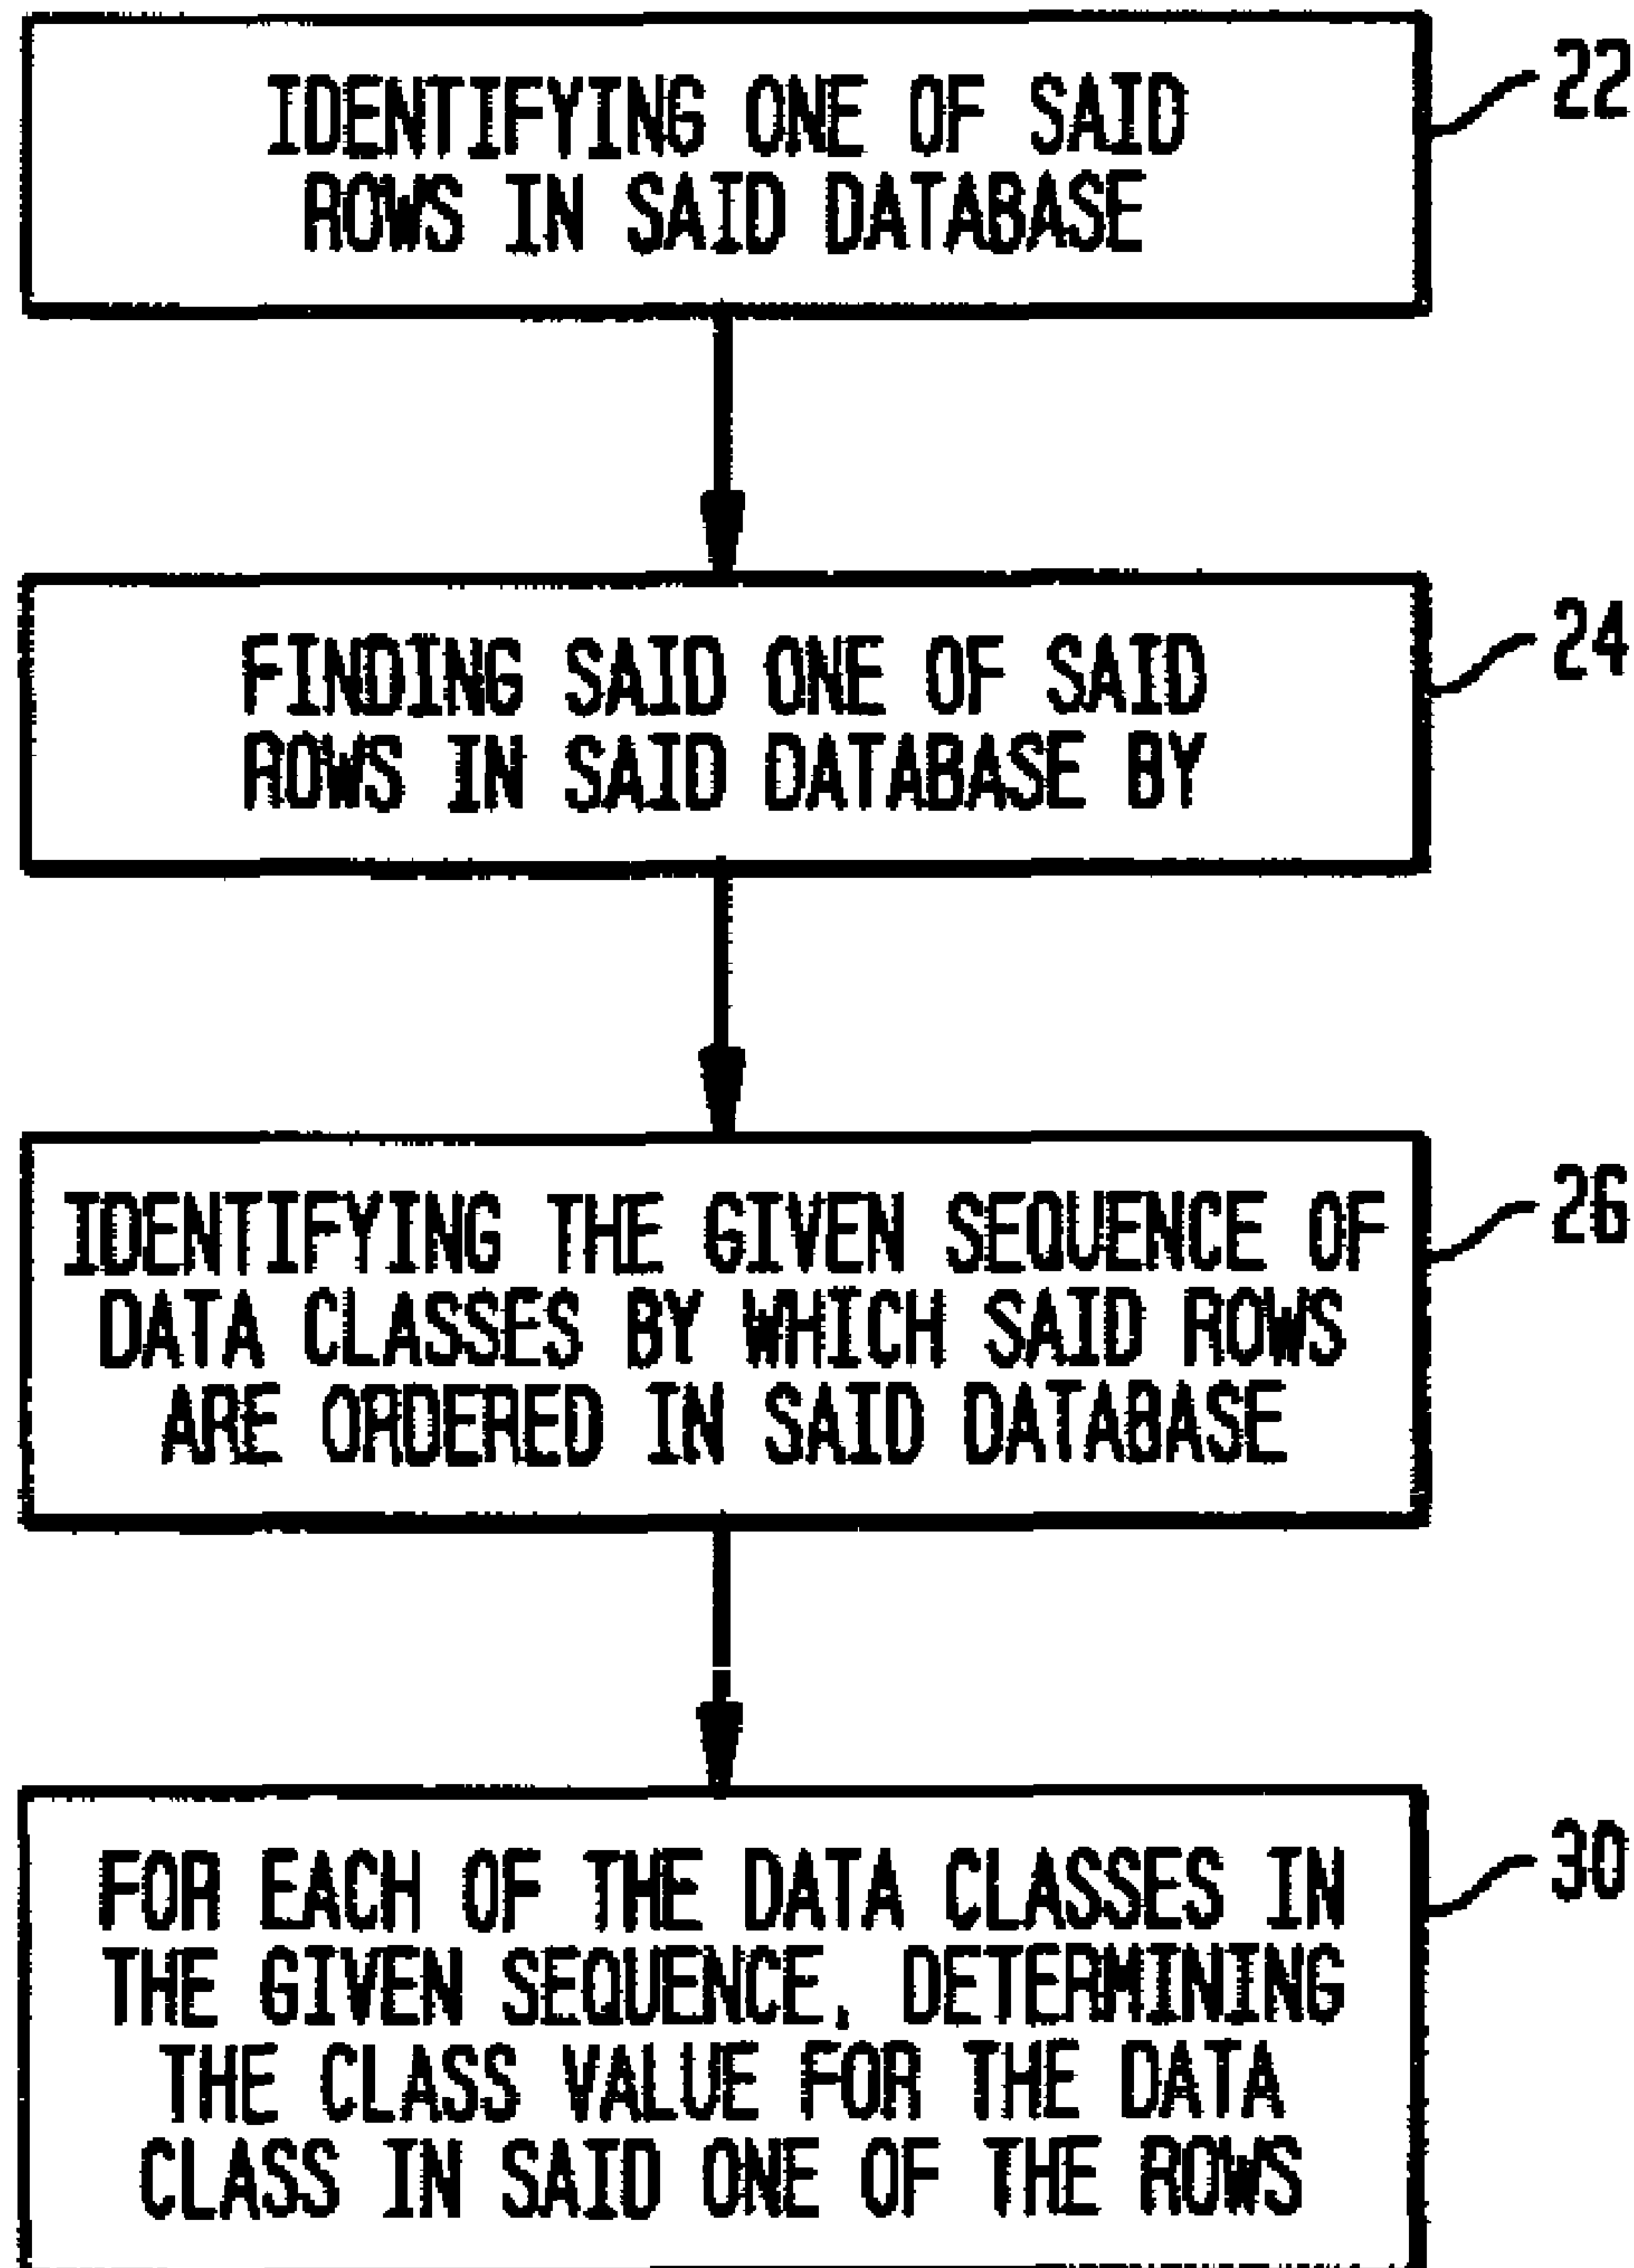 IDENTIFYING ONE OF SAID
ROWS IN SAID DATABASE
22
FINDING SAID ONE OF SAID
ROWS IN SAID DATABASE BY
24
IDENTIFYING THE GIVEN SEQUENCE OF
DATA CLASSES BY WHICH SAID ROWS
ARE ORDERED IN SAID DATABASE
26
FOR EACH OF THE DATA CLASSES IN
THE GIVEN SEQUENCE, DETERMINING
THE CLASS VALUE FOR THE DATA
CLASS IN SAID ONE OF THE ROWS
30